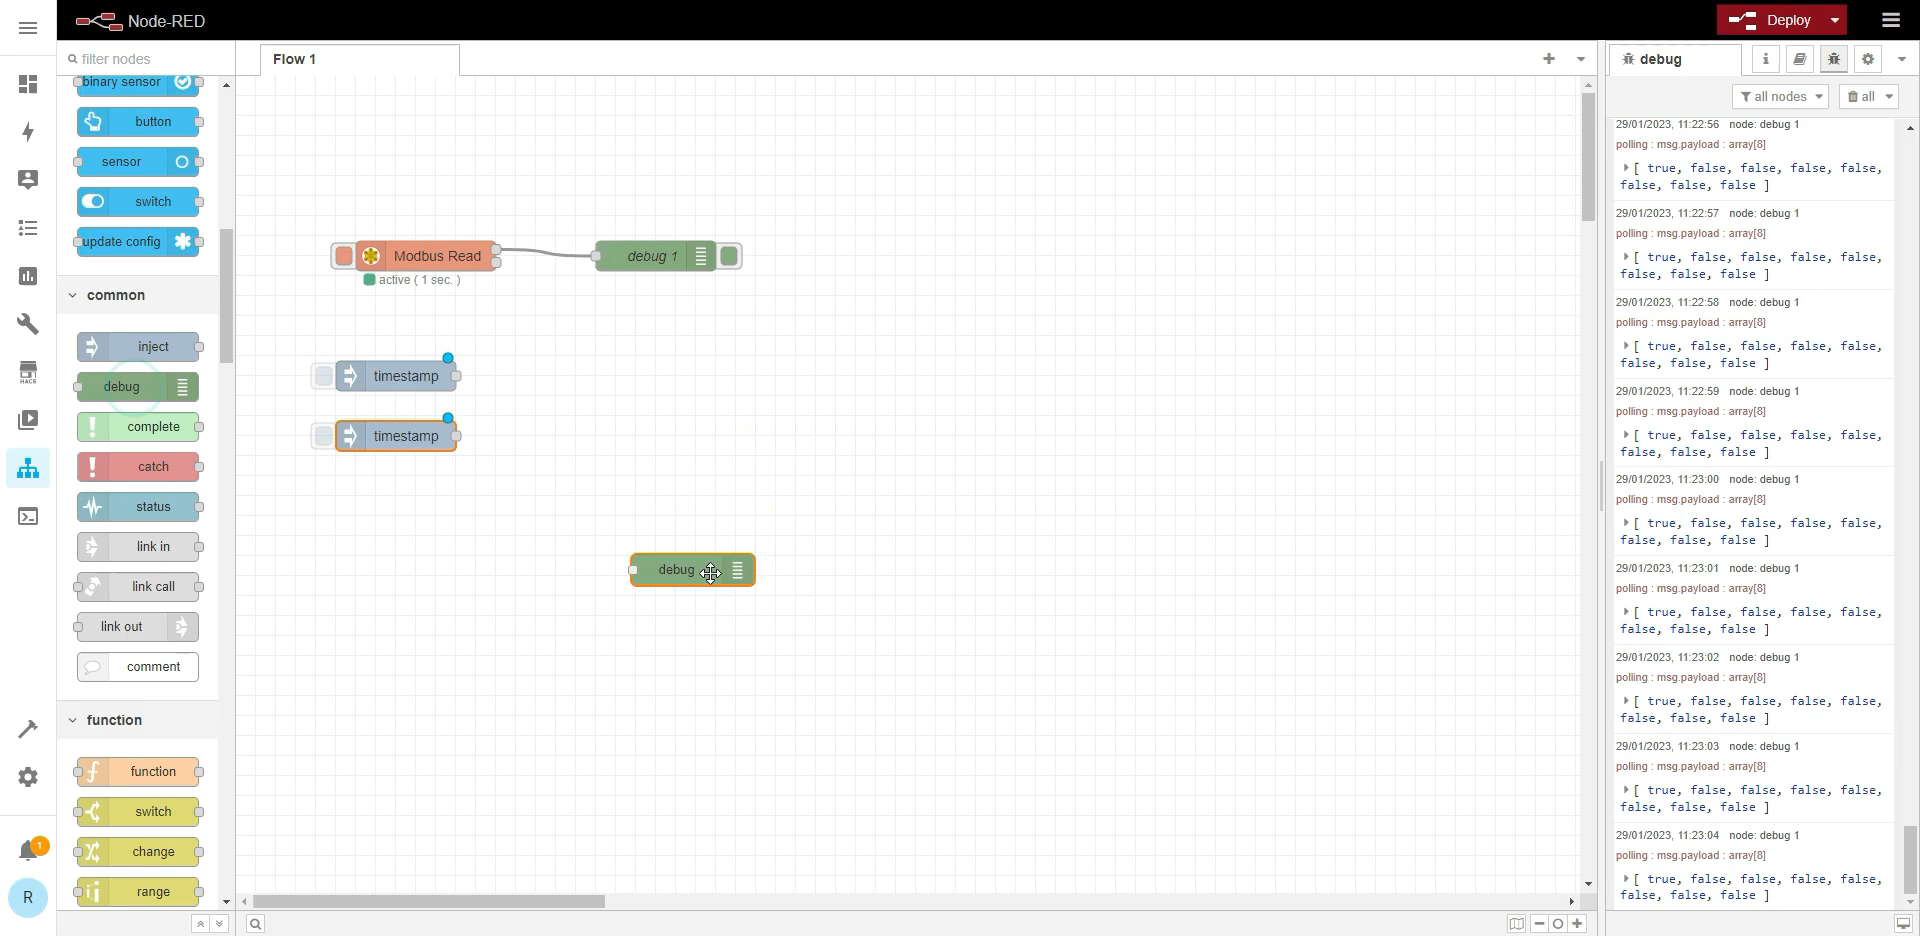 Node-RED
Deploy
filter nodes
Flow 1
debug
i
all nodes
all
binary sensor
button
sensor
switch
update config
common
inject
debug
complete
catch
status
link in
link call
link out
comment
function
function
switch
change
range
HACS
1
R
Modbus Read
active ( 1 sec. )
debug 1
timestamp
timestamp
debug
29/01/2023, 11:22:56 node: debug 1
polling : msg.payload : array[8]
[ true, false, false, false, false,
false, false, false ]
29/01/2023, 11:22:57 node: debug 1
polling : msg.payload : array[8]
[ true, false, false, false, false,
false, false, false ]
29/01/2023, 11:22:58 node: debug 1
polling : msg.payload : array[8]
[ true, false, false, false, false,
false, false, false ]
29/01/2023, 11:22:59 node: debug 1
polling : msg.payload : array[8]
[ true, false, false, false, false,
false, false, false ]
29/01/2023, 11:23:00 node: debug 1
polling : msg.payload : array[8]
[ true, false, false, false, false,
false, false, false ]
29/01/2023, 11:23:01 node: debug 1
polling : msg.payload : array[8]
[ true, false, false, false, false,
false, false, false ]
29/01/2023, 11:23:02 node: debug 1
polling : msg.payload : array[8]
[ true, false, false, false, false,
false, false, false ]
29/01/2023, 11:23:03 node: debug 1
polling : msg.payload : array[8]
[ true, false, false, false, false,
false, false, false ]
29/01/2023, 11:23:04 node: debug 1
polling : msg.payload : array[8]
[ true, false, false, false, false,
false, false, false ]